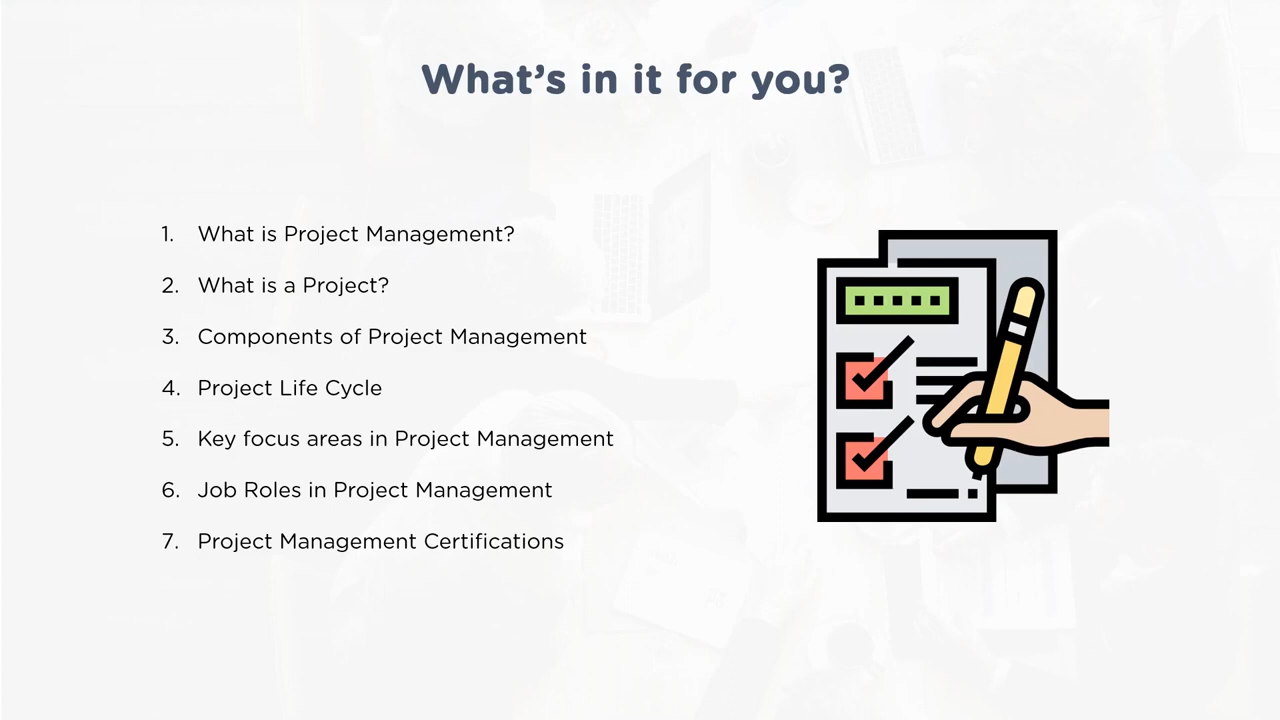 What's in it for you?
1. What is Project Management?
2. What is a Project?
3. Components of Project Management
4. Project Life Cycle
5. Key focus areas in Project Management
6. Job Roles in Project Management
7. Project Management Certifications